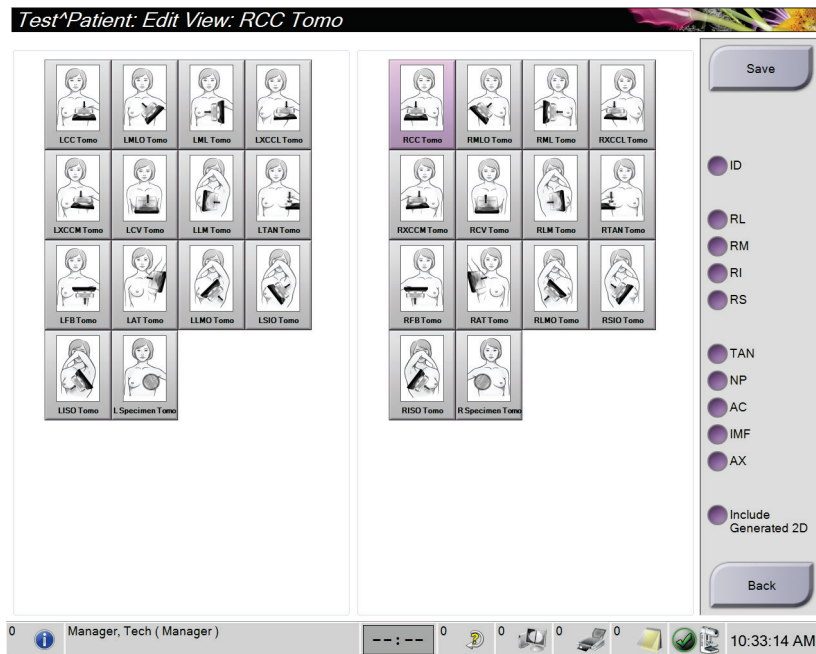 Test^Patient: Edit View: RCC Tomo
LCC Tomo LMLO Tomo LML Tomo LXCCL Tomo
LXCCM Tomo LCV Tomo LLM Tomo LTAN Tomo
LFB Tomo LAT Tomo LLMO Tomo LSIO Tomo
LISO Tomo L Specimen Tomo
RCC Tomo RMLO Tomo RML Tomo RXCCL Tomo
RXCCM Tomo RCV Tomo RLM Tomo RTAN Tomo
RFB Tomo RAT Tomo RLMO Tomo RSIO Tomo
RISO Tomo R Specimen Tomo
Save
ID
RL
RM
RI
RS
TAN
NP
AC
IMF
AX
Include
Generated 2D
Back
0 Manager, Tech ( Manager ) --:-- 0 0 0 0 10:33:14 AM